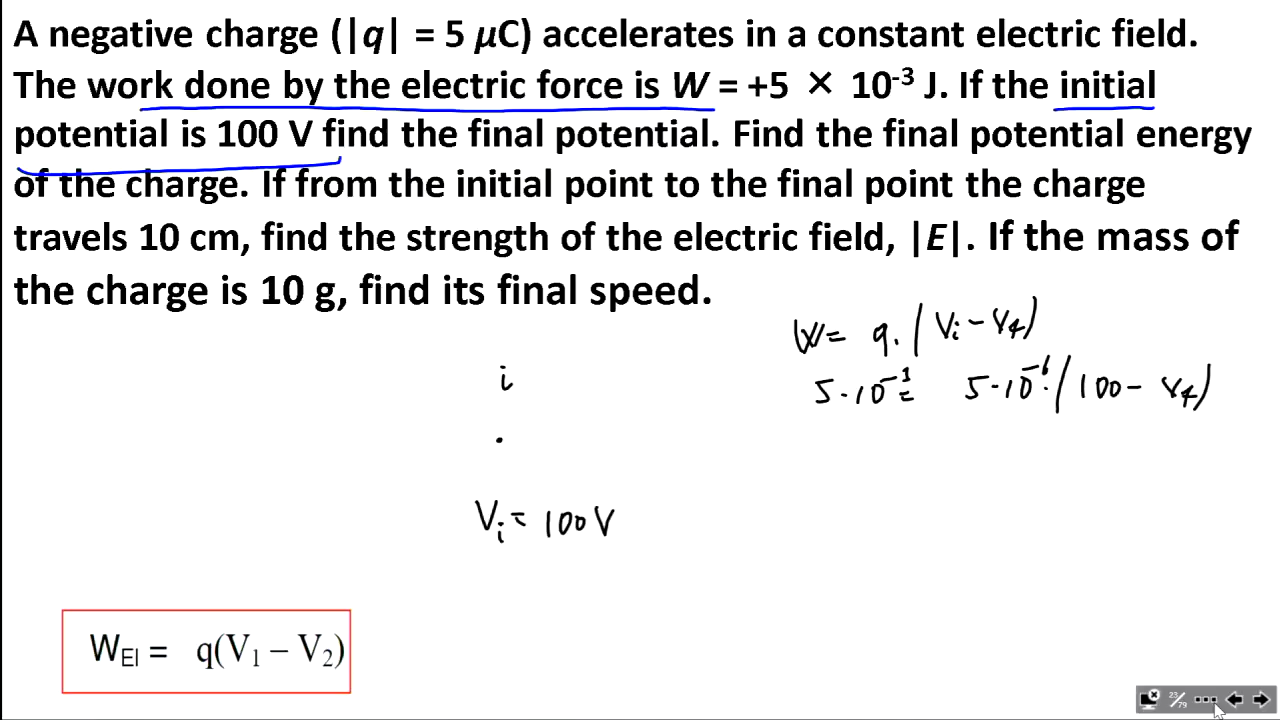 A negative charge (|q| = 5 μC) accelerates in a constant electric field.
The work done by the electric force is W = +5 × 10⁻³ J. If the initial
potential is 100 V find the final potential. Find the final potential energy
of the charge. If from the initial point to the final point the charge
travels 10 cm, find the strength of the electric field, |E|. If the mass of
the charge is 10 g, find its final speed.
W = q. (Vi - Vf)
5·10⁻³ = 5·10⁻⁶·(100 - Vf)
i
Vi = 100 V
W_El = q(V₁ – V₂)
23/79